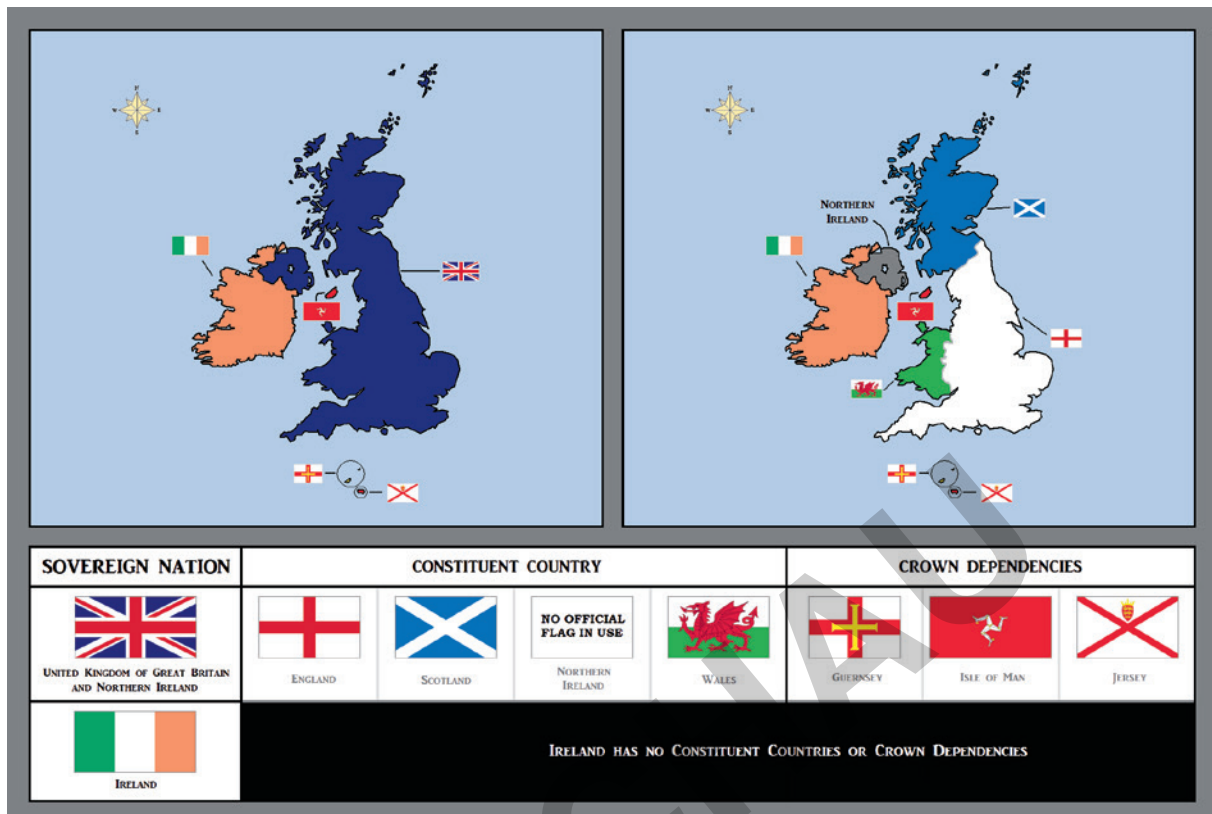 N
W E
S
N
W E
S
NORTHERN
IRELAND
SOVEREIGN NATION
CONSTITUENT COUNTRY
CROWN DEPENDENCIES
NO OFFICIAL
FLAG IN USE
UNITED KINGDOM OF GREAT BRITAIN
AND NORTHERN IRELAND
ENGLAND
SCOTLAND
NORTHERN
IRELAND
WALES
GUERNSEY
ISLE OF MAN
JERSEY
IRELAND
IRELAND HAS NO CONSTITUENT COUNTRIES OR CROWN DEPENDENCIES